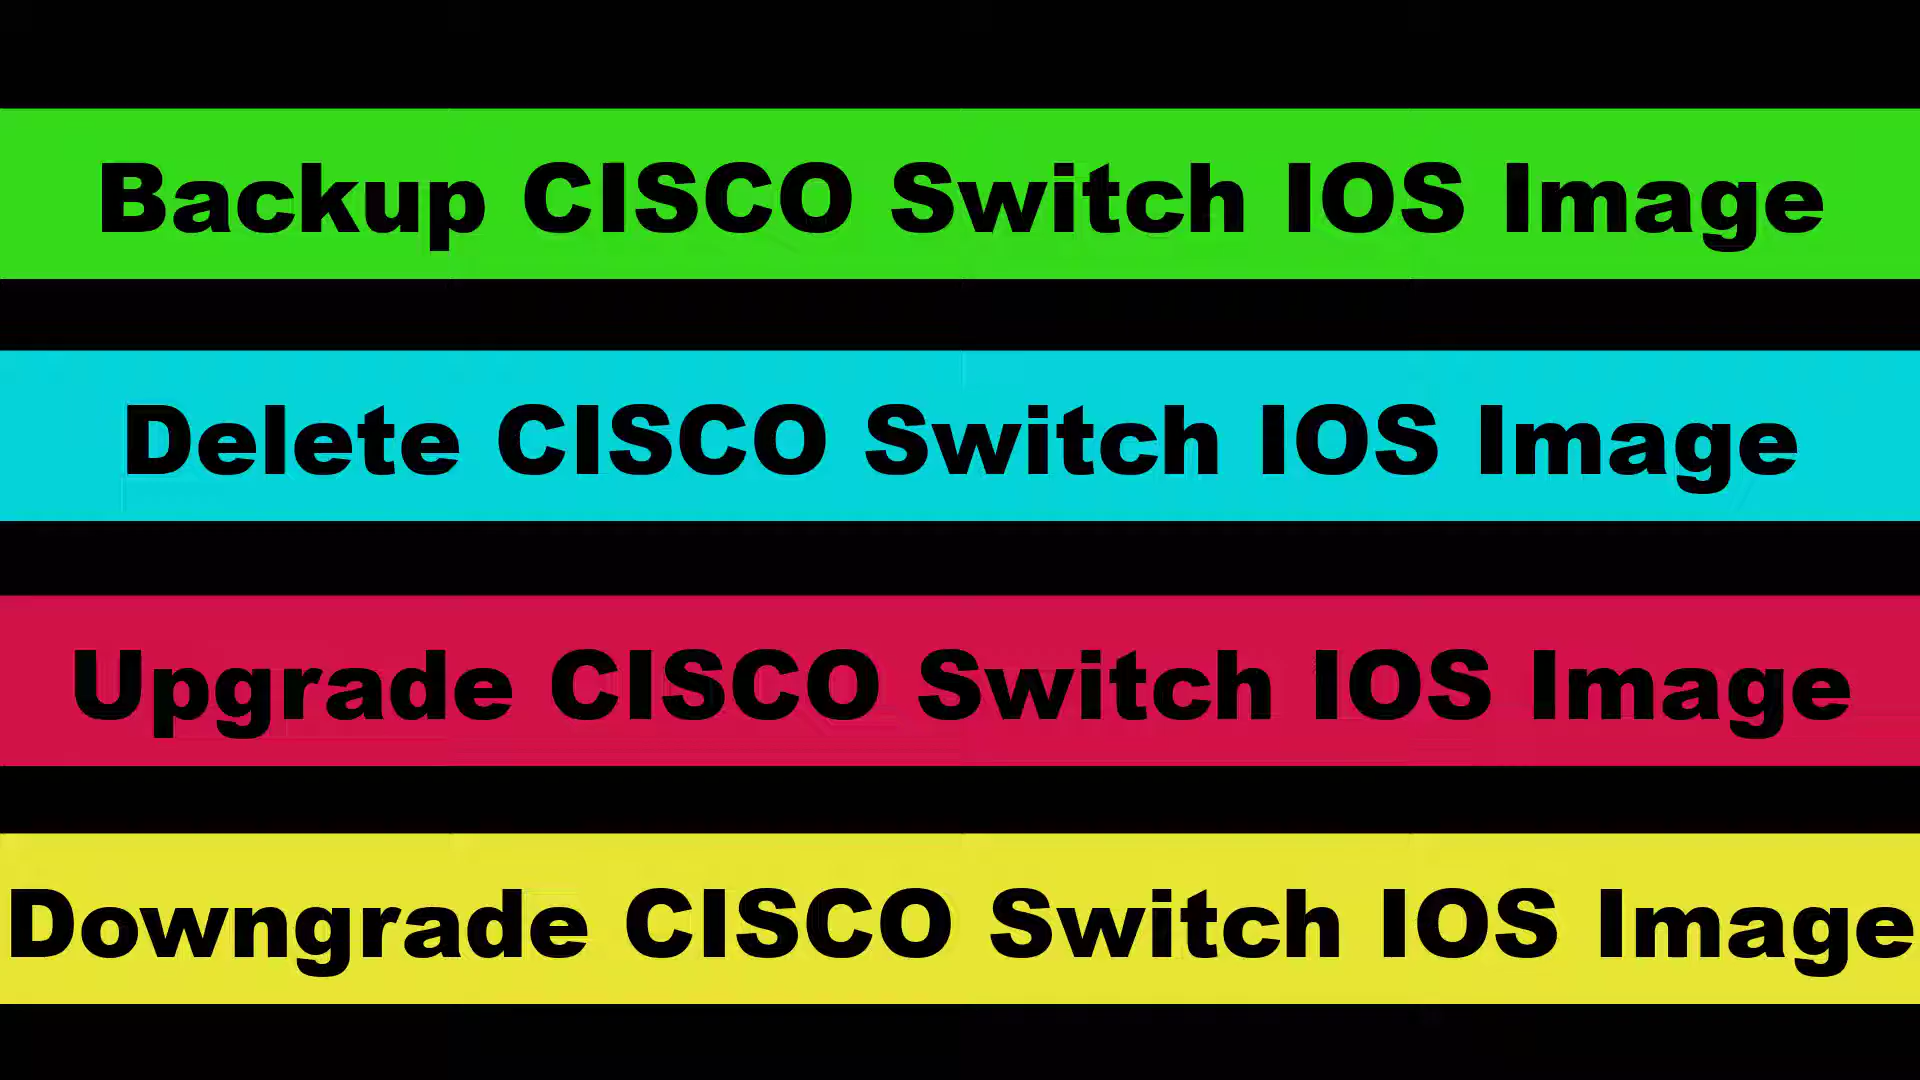 Backup CISCO Switch IOS Image
Delete CISCO Switch IOS Image
Upgrade CISCO Switch IOS Image
Downgrade CISCO Switch IOS Image